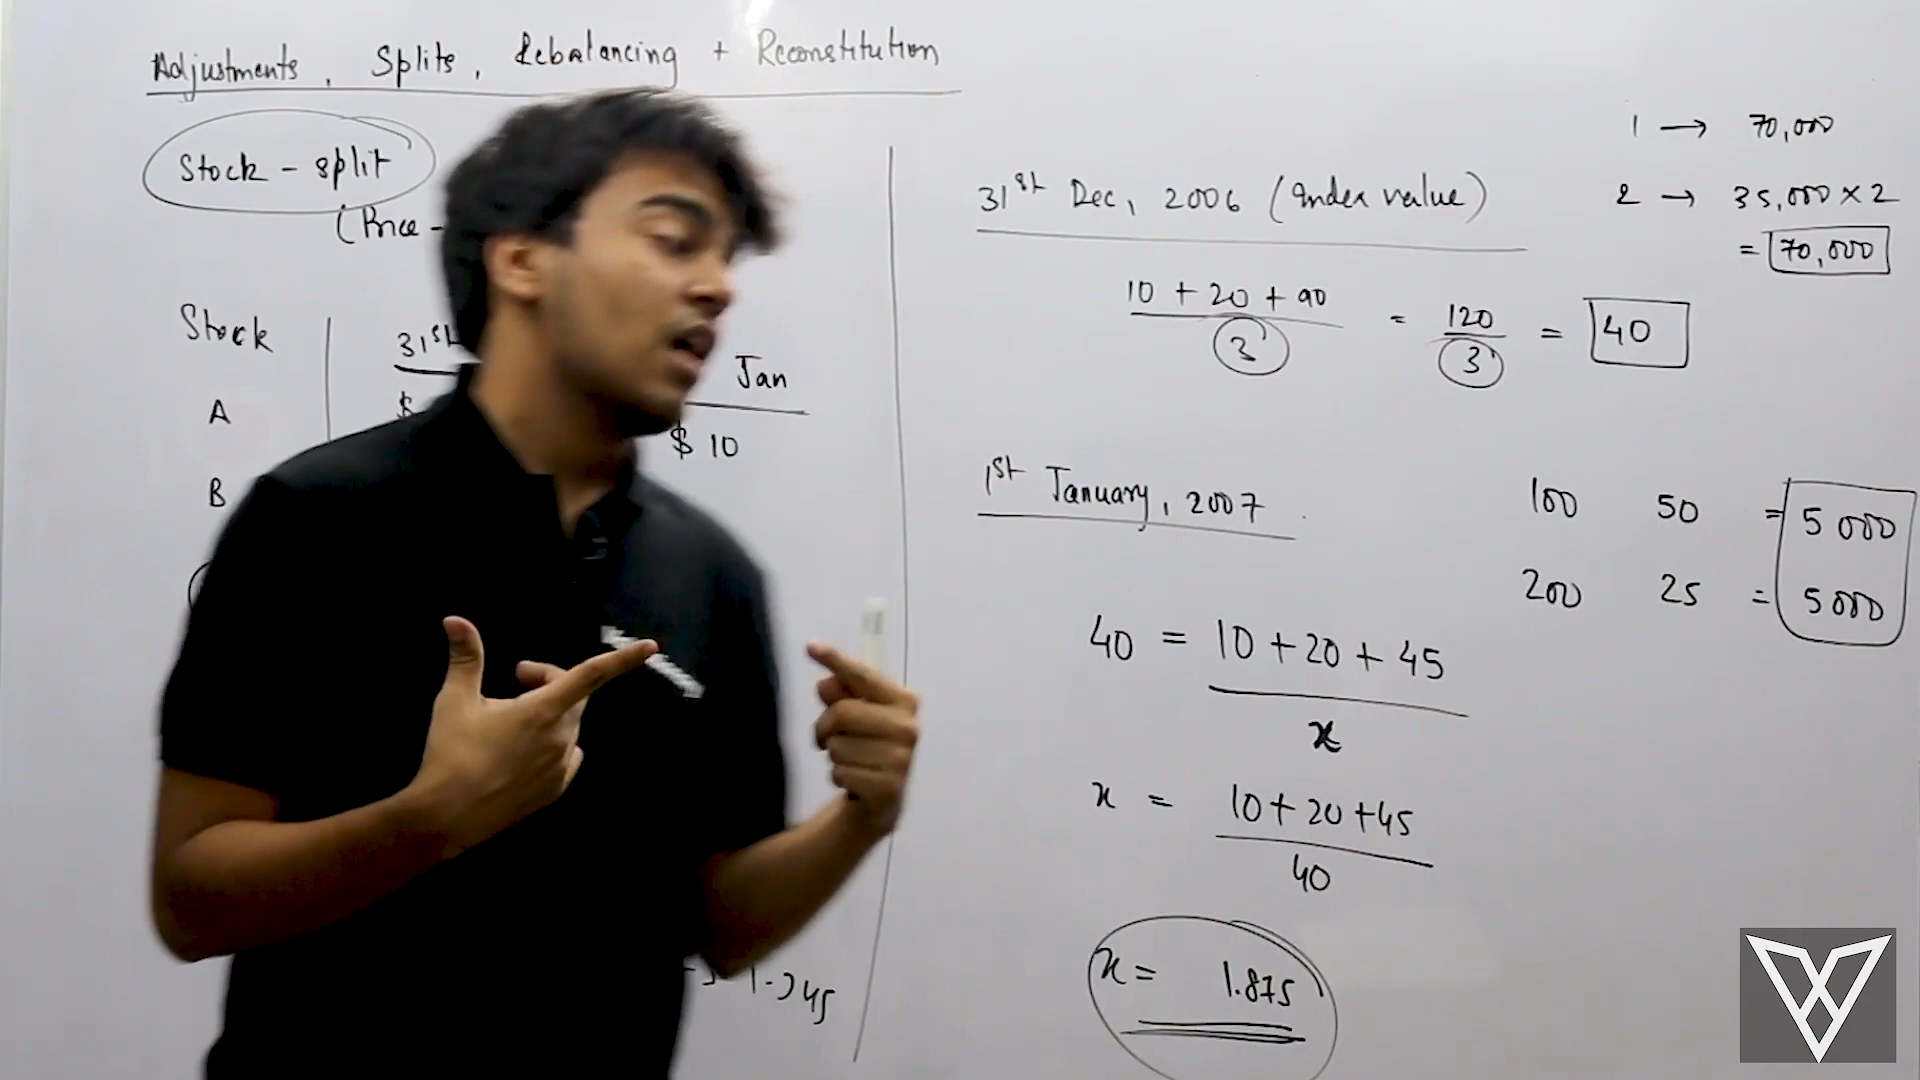 Adjustments, Splits, Rebalancing + Reconstitution
Stock - split
(Price -
Stock 31st Jan
A $ $ 10
B
1.) 45
31st Dec, 2006 (Index value)
10 + 20 + 90 / 3 = 120 / 3 = 40
1 → 70,000
2 → 35,000 × 2
= 70,000
1st January, 2007
100 50 = 5000
200 25 = 5000
40 = 10 + 20 + 45 / x
x = 10 + 20 + 45 / 40
x = 1.875